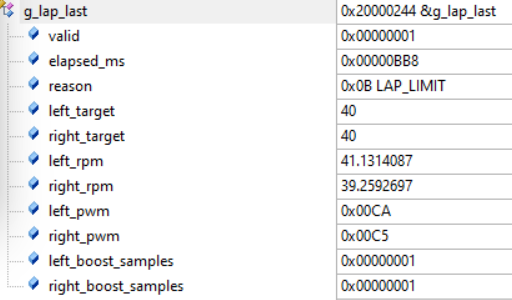 g_lap_last 0x20000244 &g_lap_last
valid 0x00000001
elapsed_ms 0x00000BB8
reason 0x0B LAP_LIMIT
left_target 40
right_target 40
left_rpm 41.1314087
right_rpm 39.2592697
left_pwm 0x00CA
right_pwm 0x00C5
left_boost_samples 0x00000001
right_boost_samples 0x00000001